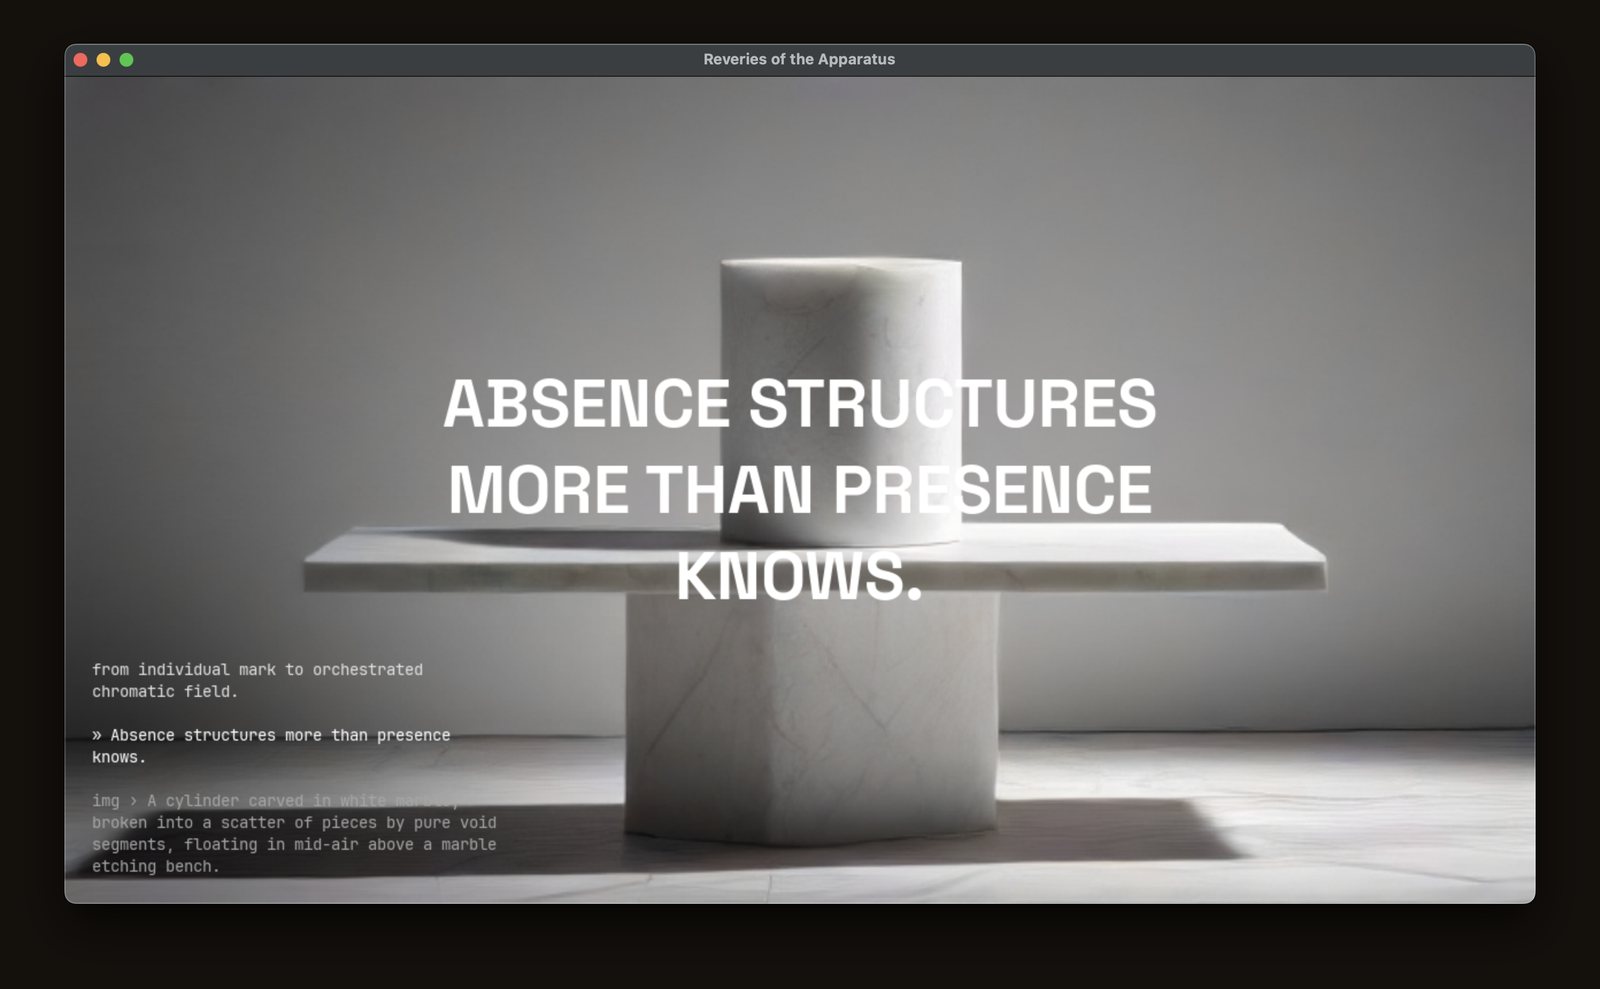 Reveries of the Apparatus
ABSENCE STRUCTURES
MORE THAN PRESENCE
KNOWS.
from individual mark to orchestrated
chromatic field.
» Absence structures more than presence
knows.
img › A cylinder carved in white marble,
broken into a scatter of pieces by pure void
segments, floating in mid-air above a marble
etching bench.